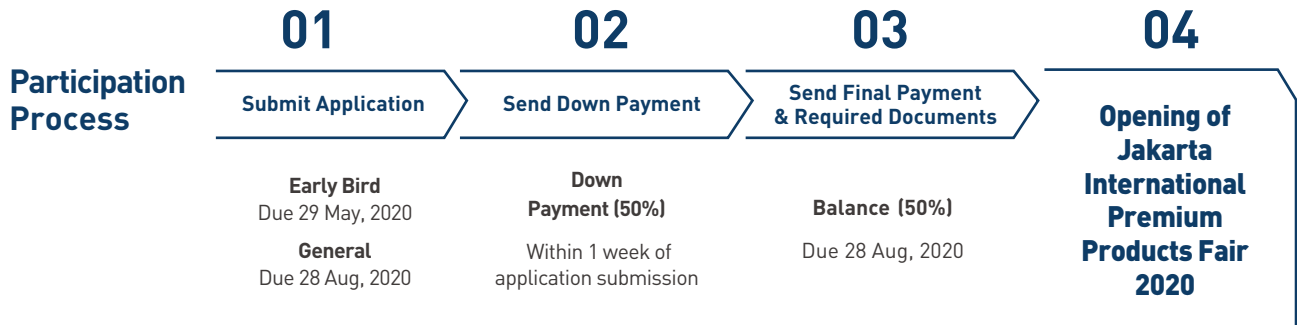 Participation
Process
01
Submit Application
Early Bird
Due 29 May, 2020
General
Due 28 Aug, 2020
02
Send Down Payment
Down
Payment (50%)
Within 1 week of
application submission
03
Send Final Payment
& Required Documents
Balance (50%)
Due 28 Aug, 2020
04
Opening of
Jakarta
International
Premium
Products Fair
2020